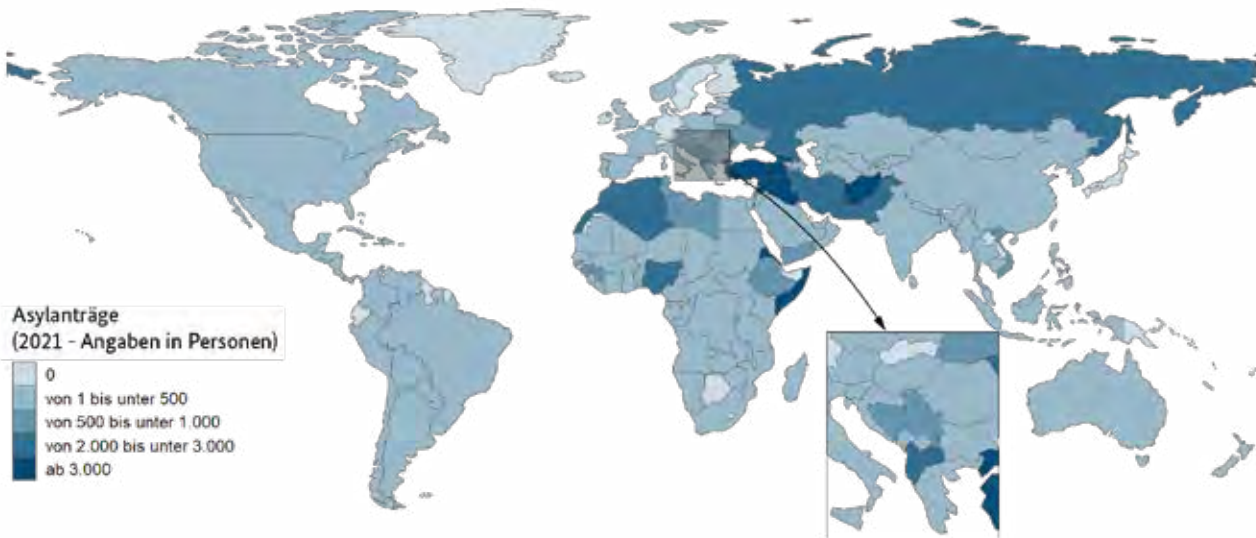 Asylanträge
(2021 - Angaben in Personen)
0
von 1 bis unter 500
von 500 bis unter 1.000
von 2.000 bis unter 3.000
ab 3.000